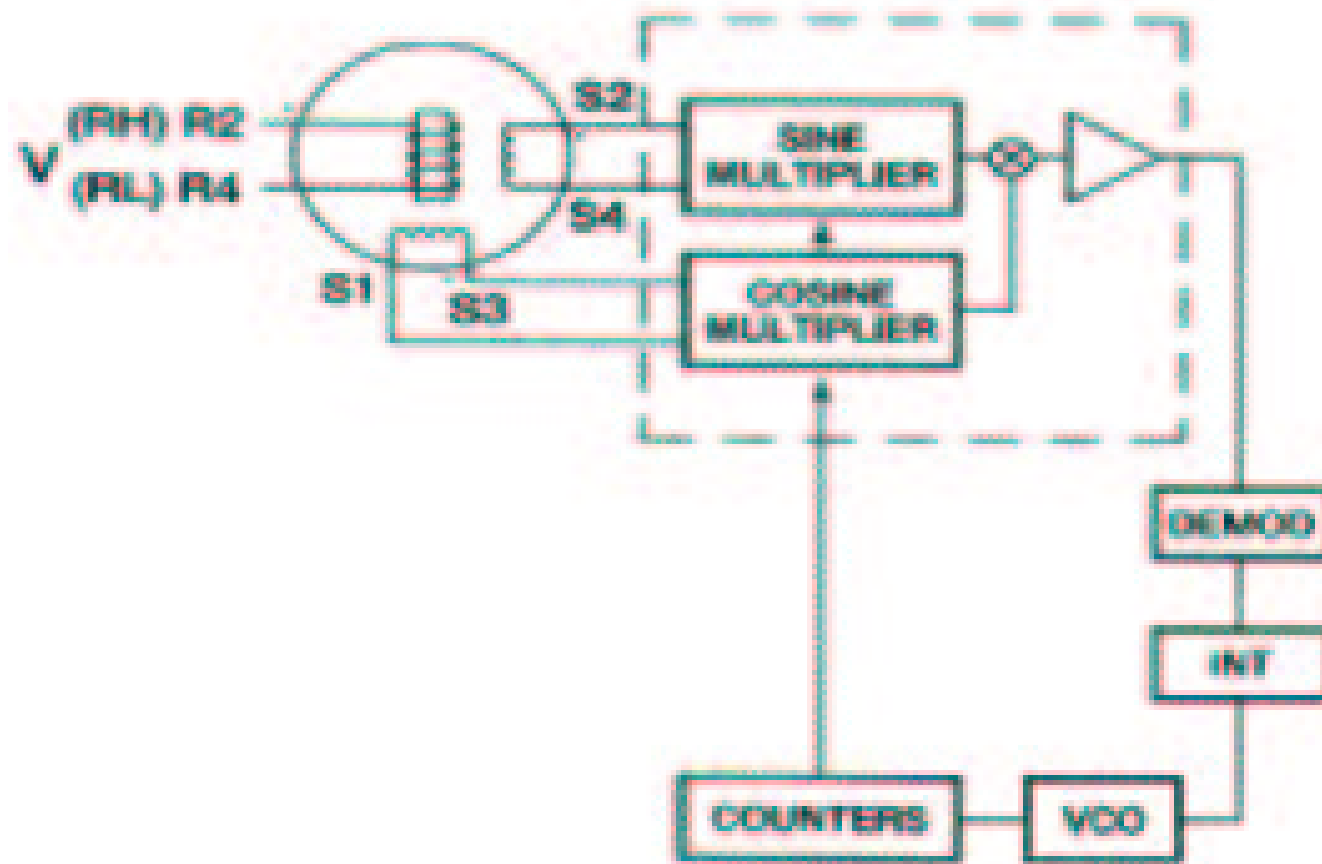 (RH) R2
V
(RL) R4
S2
S4
S1
S3
SINE
MULTIPLIER
COSINE
MULTIPLIER
DEMOD
INT
COUNTERS
VCO